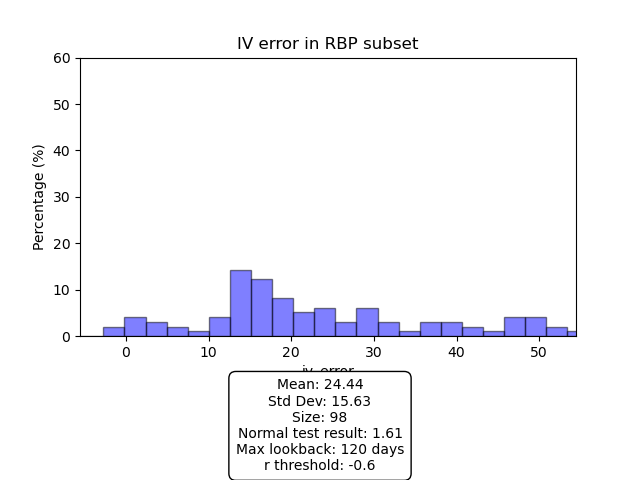 IV error in RBP subset
60
50
40
30
20
10
0
Percentage (%)
0 10 20 30 40 50
iv_error
Mean: 24.44
Std Dev: 15.63
Size: 98
Normal test result: 1.61
Max lookback: 120 days
r threshold: -0.6